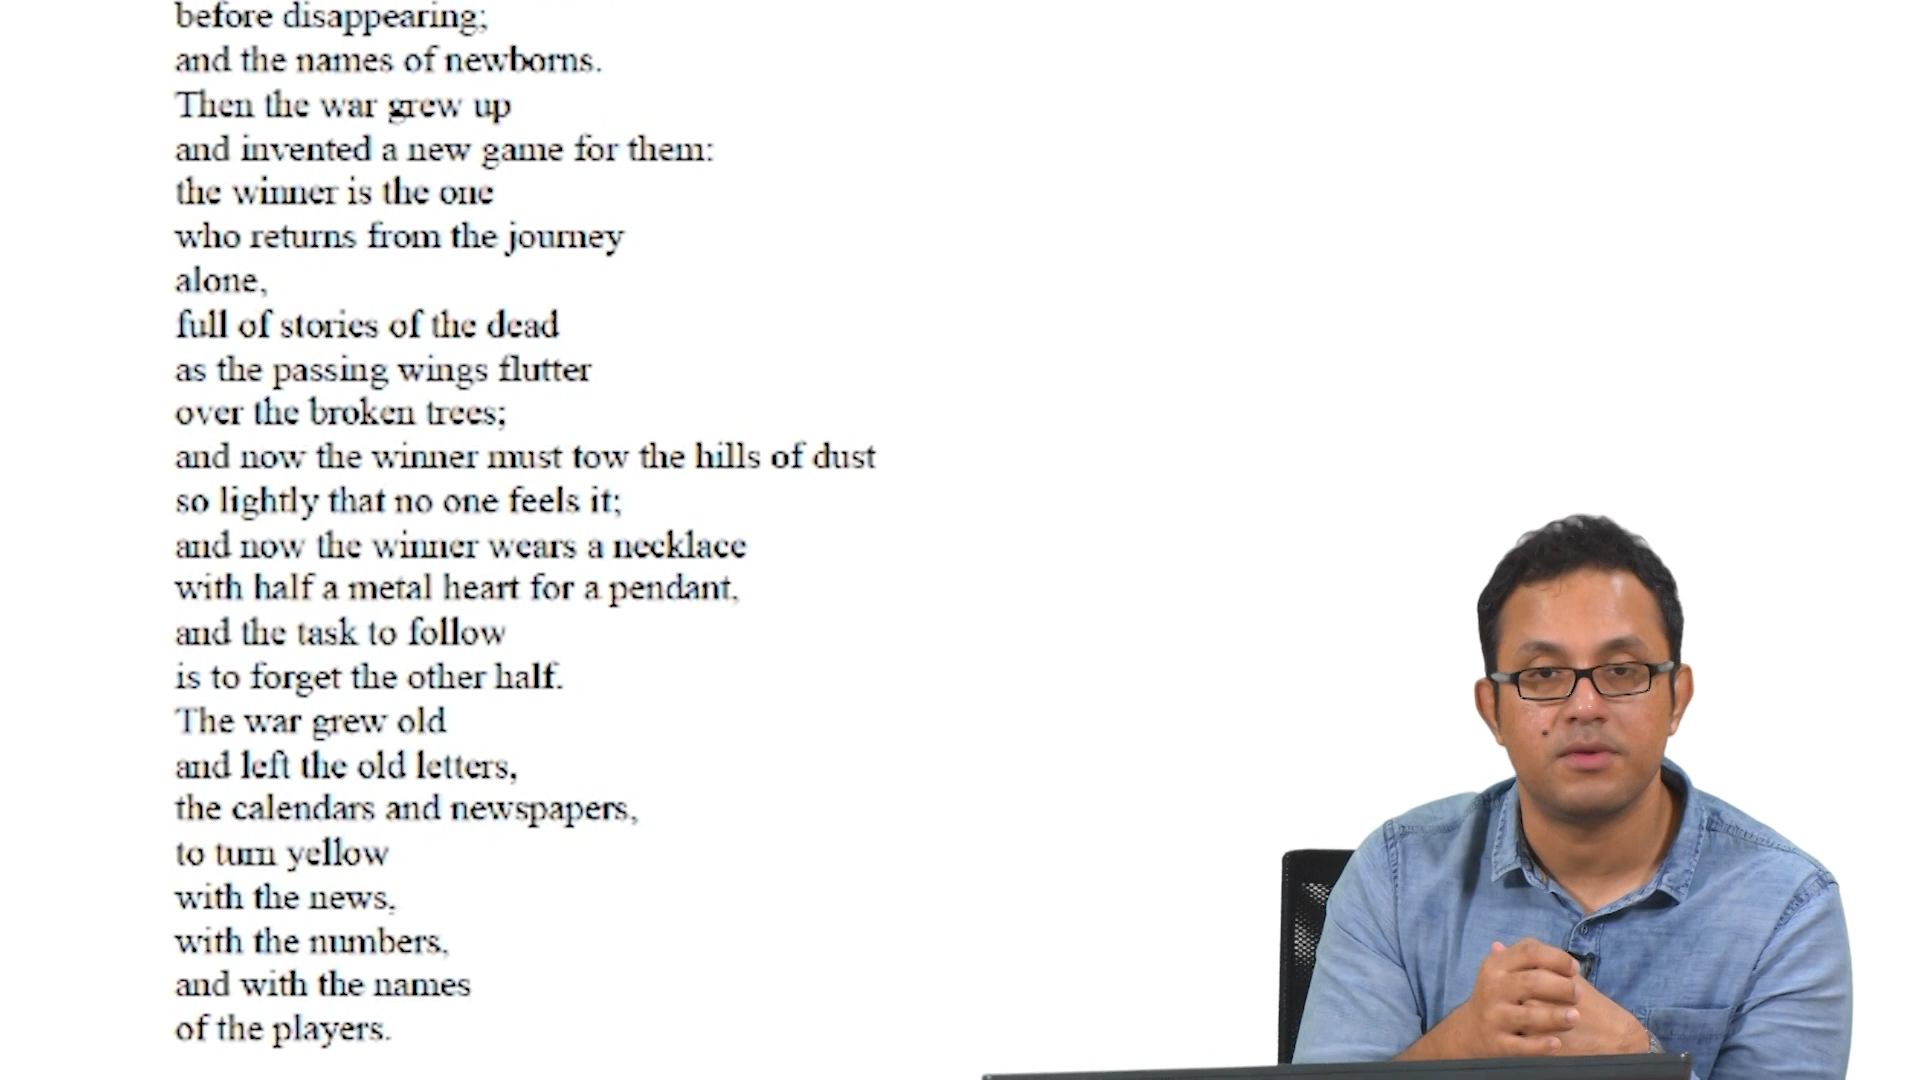 before disappearing;
and the names of newborns.
Then the war grew up
and invented a new game for them:
the winner is the one
who returns from the journey
alone,
full of stories of the dead
as the passing wings flutter
over the broken trees;
and now the winner must tow the hills of dust
so lightly that no one feels it;
and now the winner wears a necklace
with half a metal heart for a pendant,
and the task to follow
is to forget the other half.
The war grew old
and left the old letters,
the calendars and newspapers,
to turn yellow
with the news,
with the numbers,
and with the names
of the players.